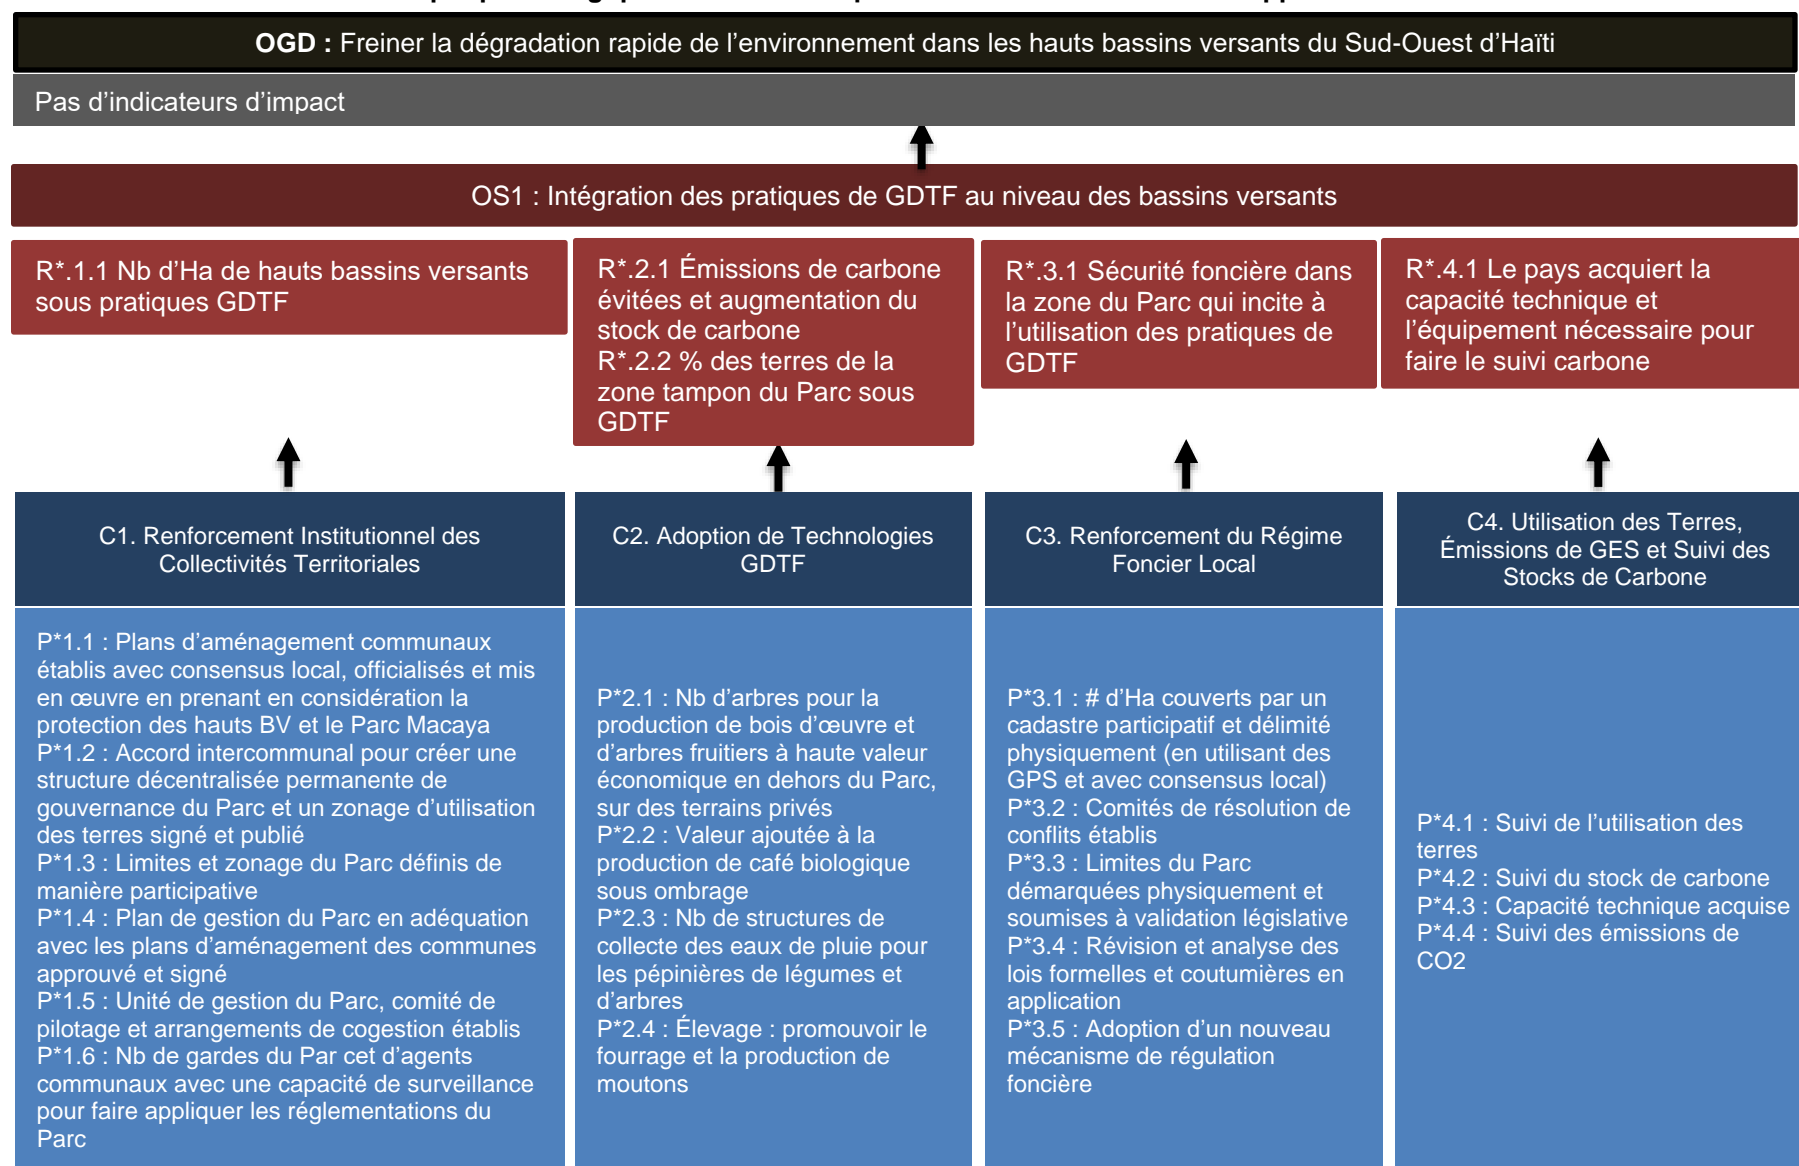 OGD : Freiner la dégradation rapide de l’environnement dans les hauts bassins versants du Sud-Ouest d’Haïti
Pas d’indicateurs d’impact
OS1 : Intégration des pratiques de GDTF au niveau des bassins versants
R*.1.1 Nb d’Ha de hauts bassins versants
sous pratiques GDTF
R*.2.1 Émissions de carbone
évitées et augmentation du
stock de carbone
R*.2.2 % des terres de la
zone tampon du Parc sous
GDTF
R*.3.1 Sécurité foncière dans
la zone du Parc qui incite à
l’utilisation des pratiques de
GDTF
R*.4.1 Le pays acquiert la
capacité technique et
l’équipement nécessaire pour
faire le suivi carbone
C1. Renforcement Institutionnel des
Collectivités Territoriales
C2. Adoption de Technologies
GDTF
C3. Renforcement du Régime
Foncier Local
C4. Utilisation des Terres,
Émissions de GES et Suivi des
Stocks de Carbone
P*1.1 : Plans d’aménagement communaux
établis avec consensus local, officialisés et mis
en œuvre en prenant en considération la
protection des hauts BV et le Parc Macaya
P*1.2 : Accord intercommunal pour créer une
structure décentralisée permanente de
gouvernance du Parc et un zonage d’utilisation
des terres signé et publié
P*1.3 : Limites et zonage du Parc définis de
manière participative
P*1.4 : Plan de gestion du Parc en adéquation
avec les plans d’aménagement des communes
approuvé et signé
P*1.5 : Unité de gestion du Parc, comité de
pilotage et arrangements de cogestion établis
P*1.6 : Nb de gardes du Par cet d’agents
communaux avec une capacité de surveillance
pour faire appliquer les réglementations du
Parc
P*2.1 : Nb d’arbres pour la
production de bois d’œuvre et
d’arbres fruitiers à haute valeur
économique en dehors du Parc,
sur des terrains privés
P*2.2 : Valeur ajoutée à la
production de café biologique
sous ombrage
P*2.3 : Nb de structures de
collecte des eaux de pluie pour
les pépinières de légumes et
d’arbres
P*2.4 : Élevage : promouvoir le
fourrage et la production de
moutons
P*3.1 : # d’Ha couverts par un
cadastre participatif et délimité
physiquement (en utilisant des
GPS et avec consensus local)
P*3.2 : Comités de résolution de
conflits établis
P*3.3 : Limites du Parc
démarquées physiquement et
soumises à validation législative
P*3.4 : Révision et analyse des
lois formelles et coutumières en
application
P*3.5 : Adoption d’un nouveau
mécanisme de régulation
foncière
P*4.1 : Suivi de l’utilisation des
terres
P*4.2 : Suivi du stock de carbone
P*4.3 : Capacité technique acquise
P*4.4 : Suivi des émissions de
CO2